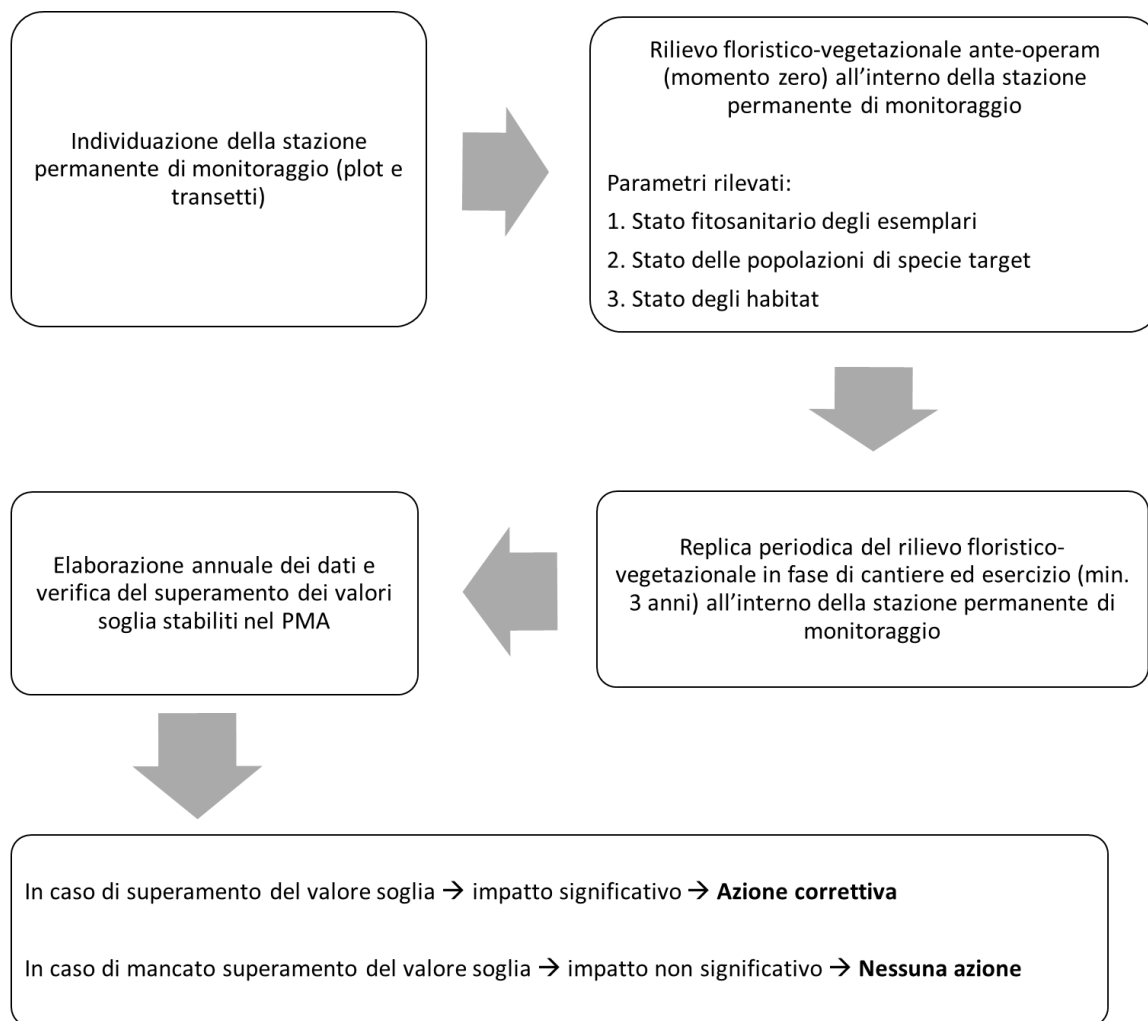 Individuazione della stazione
permanente di monitoraggio (plot e
transetti)
Rilievo floristico-vegetazionale ante-operam
(momento zero) all’interno della stazione
permanente di monitoraggio
Parametri rilevati:
1. Stato fitosanitario degli esemplari
2. Stato delle popolazioni di specie target
3. Stato degli habitat
Replica periodica del rilievo floristico-
vegetazionale in fase di cantiere ed esercizio (min.
3 anni) all’interno della stazione permanente di
monitoraggio
Elaborazione annuale dei dati e
verifica del superamento dei valori
soglia stabiliti nel PMA
In caso di superamento del valore soglia → impatto significativo → Azione correttiva
In caso di mancato superamento del valore soglia → impatto non significativo → Nessuna azione